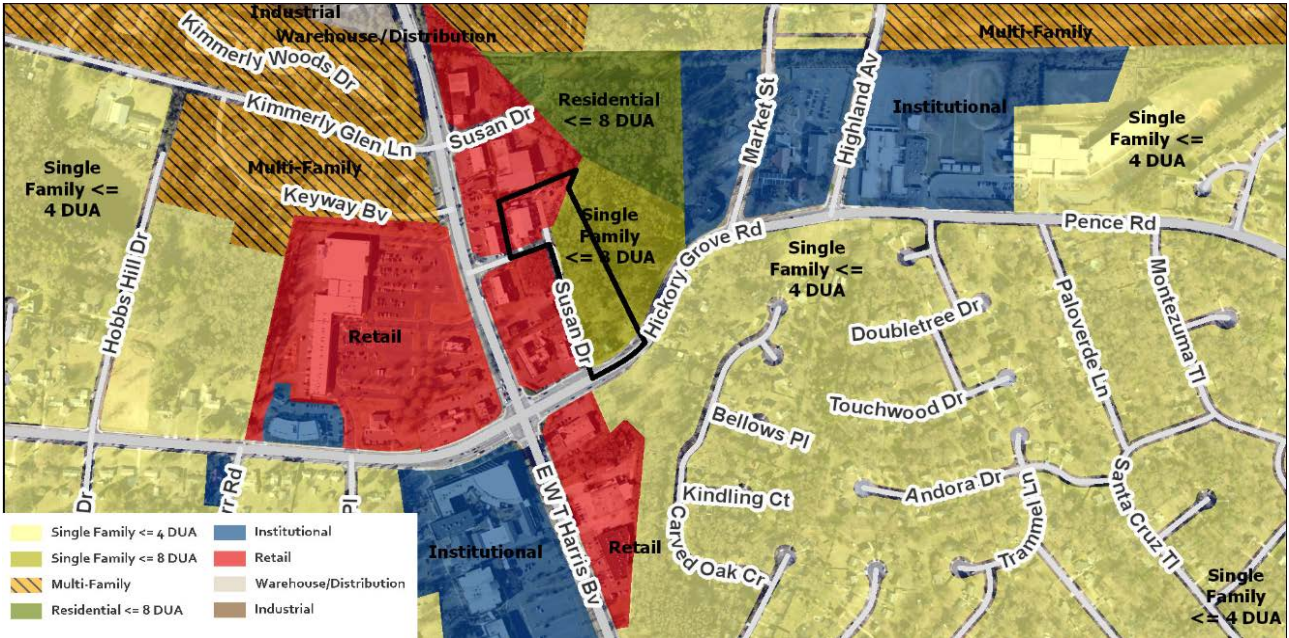 Industrial
Warehouse/Distribution
Kimmerly Woods Dr
Multi-Family
Kimmerly Glen Ln
Susan Dr
Residential
<= 8 DUA
Market St
Highland Av
Institutional
Single
Family <=
4 DUA
Single
Family <=
4 DUA
Multi-Family
Keyway Bv
Single
Family
<= 8 DUA
Hickory Grove Rd
Pence Rd
Hobbs Hill Dr
Single
Family <=
4 DUA
Susan Dr
Retail
Doubletree Dr
Paloverde Ln
Montezuma Tl
Touchwood Dr
Bellows Pl
E W T Harris Bv
Kindling Ct
Andora Dr
Santa Cruz Tl
Trammel Ln
Carved Oak Cr
Dr
rr Rd
Pl
Institutional
Retail
Single
Family
<= 4 DUA
Single Family <= 4 DUA
Single Family <= 8 DUA
Multi-Family
Residential <= 8 DUA
Institutional
Retail
Warehouse/Distribution
Industrial